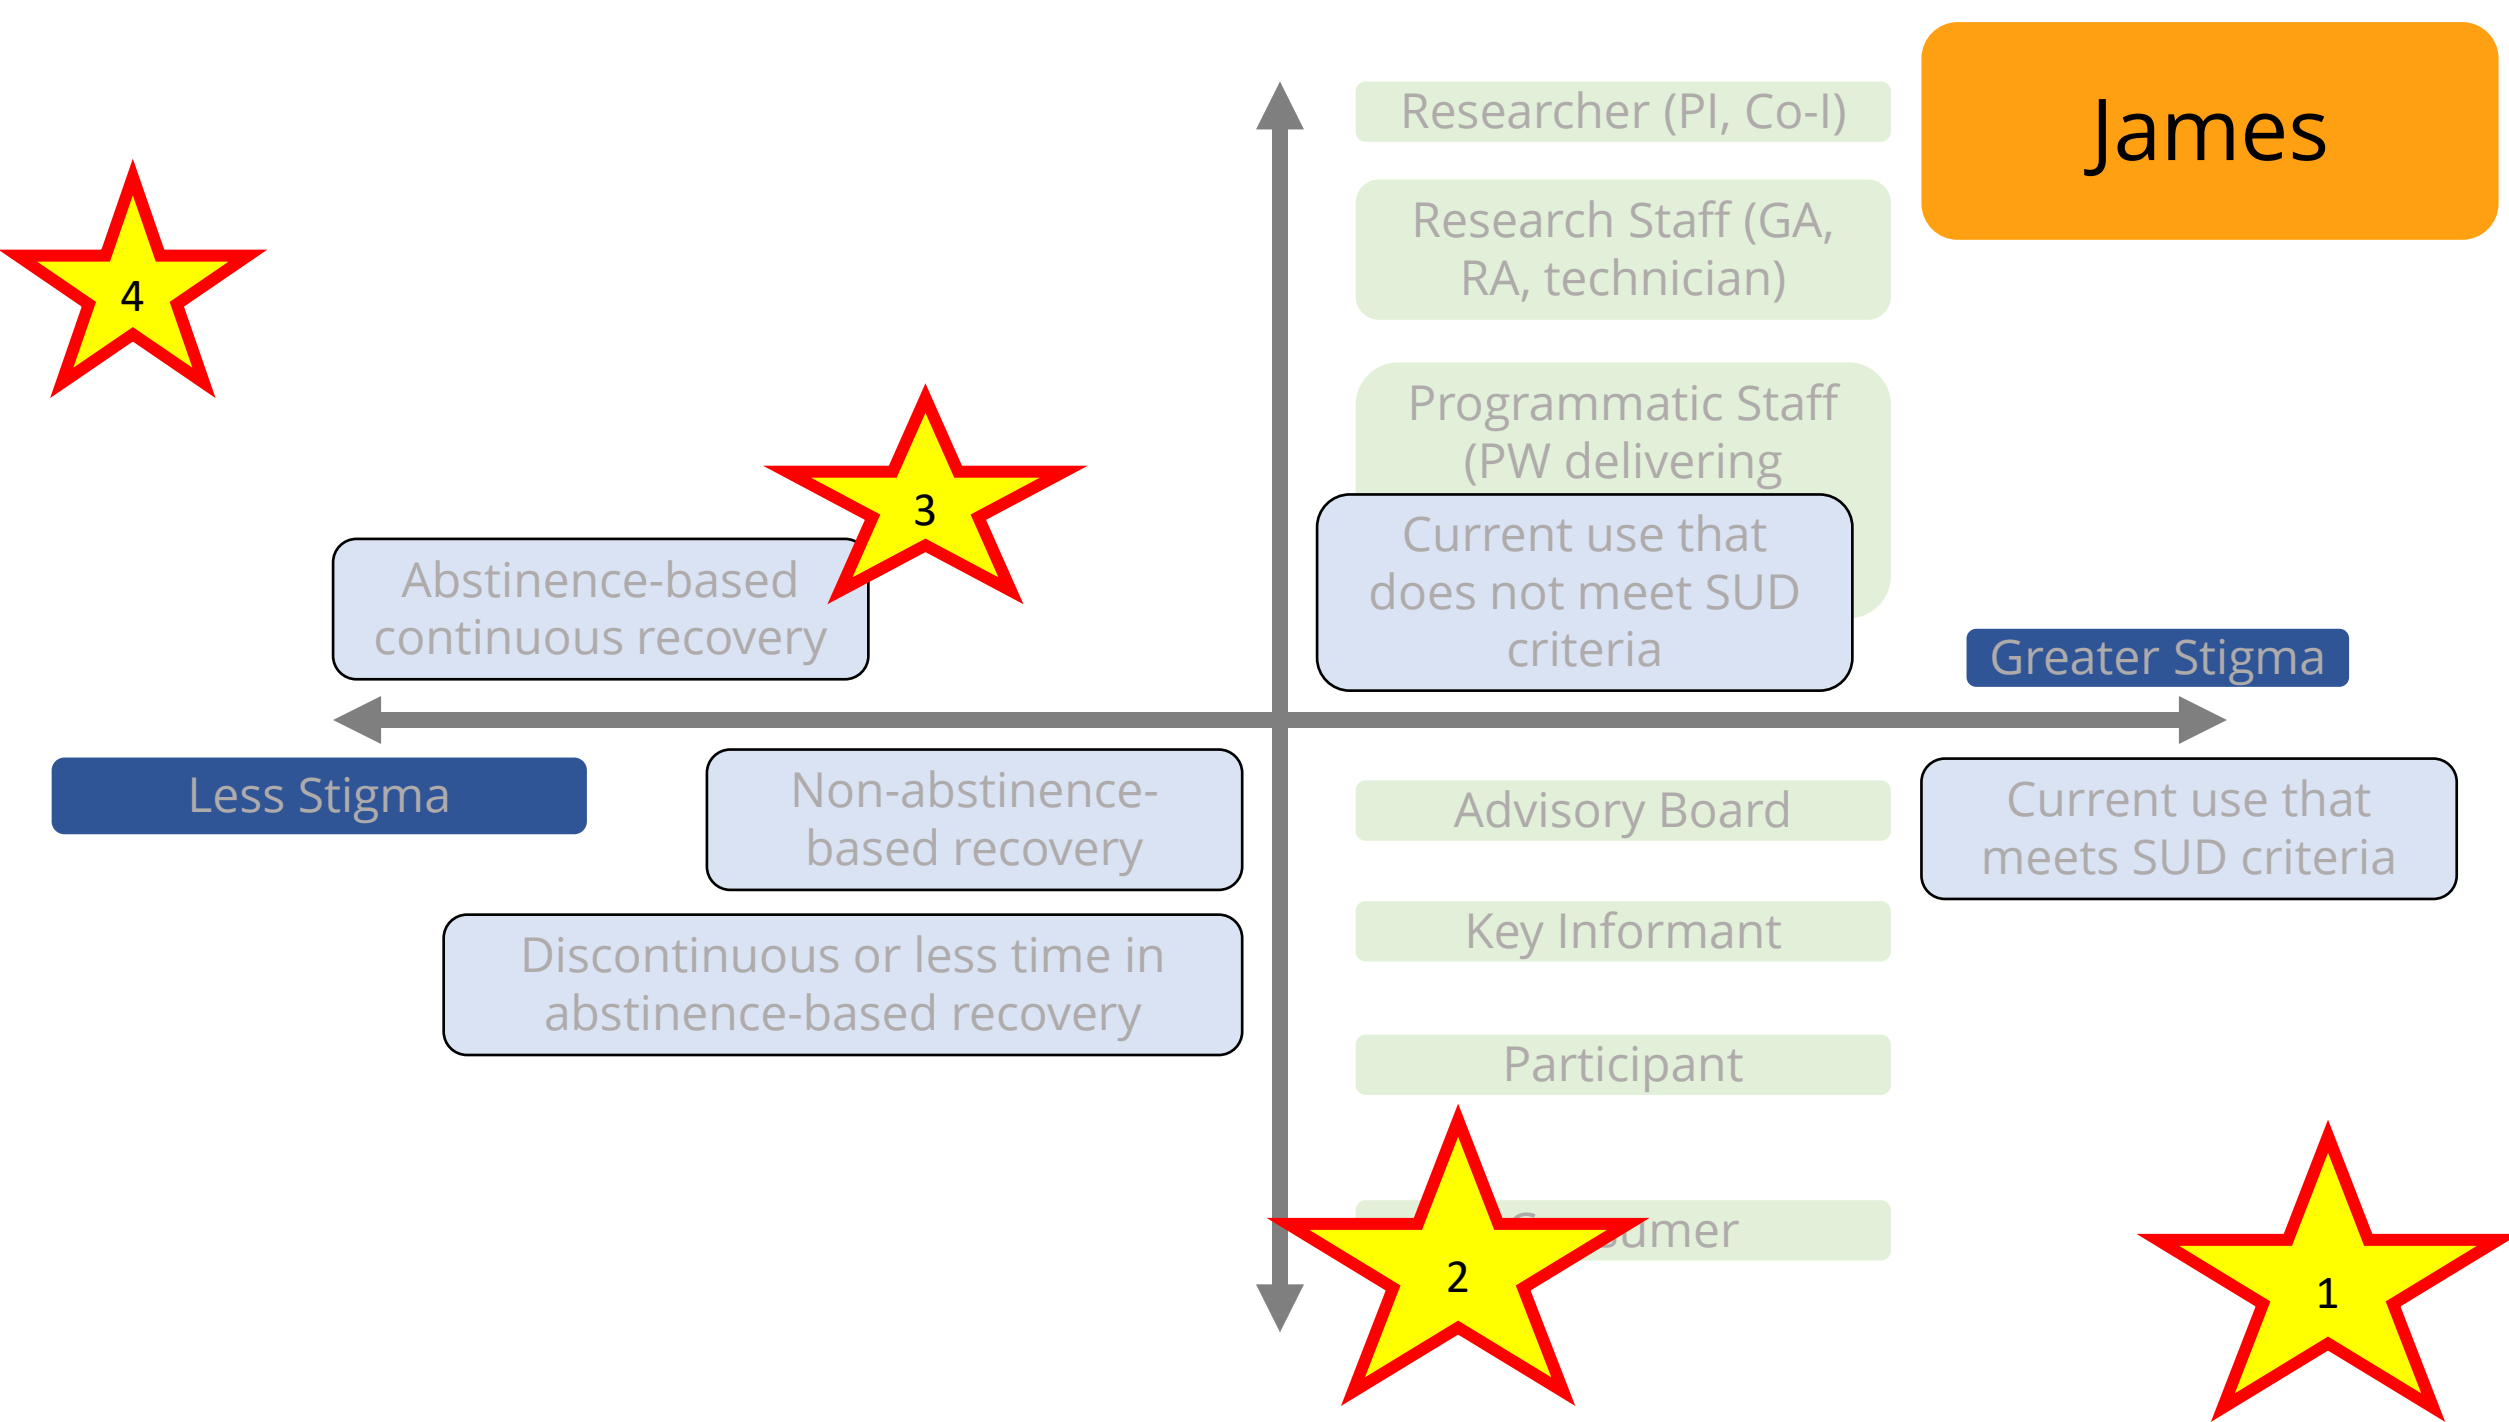 James
Researcher (PI, Co-I)
Research Staff (GA,
RA, technician)
4
Programmatic Staff
(PW delivering
3
Current use that
does not meet SUD
criteria
Abstinence-based
continuous recovery
Greater Stigma
Less Stigma
Non-abstinence-
based recovery
Advisory Board
Current use that
meets SUD criteria
Key Informant
Discontinuous or less time in
abstinence-based recovery
Participant
2
1